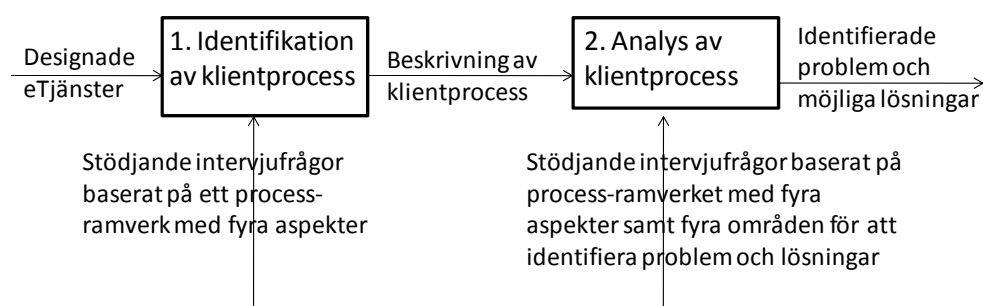 Designade
eTjänster
1. Identifikation
av klientprocess
Beskrivning av
klientprocess
2. Analys av
klientprocess
Identifierade
problem och
möjliga lösningar
Stödjande intervjufrågor
baserat på ett process-
ramverk med fyra aspekter
Stödjande intervjufrågor baserat på
process-ramverket med fyra
aspekter samt fyra områden för att
identifiera problem och lösningar